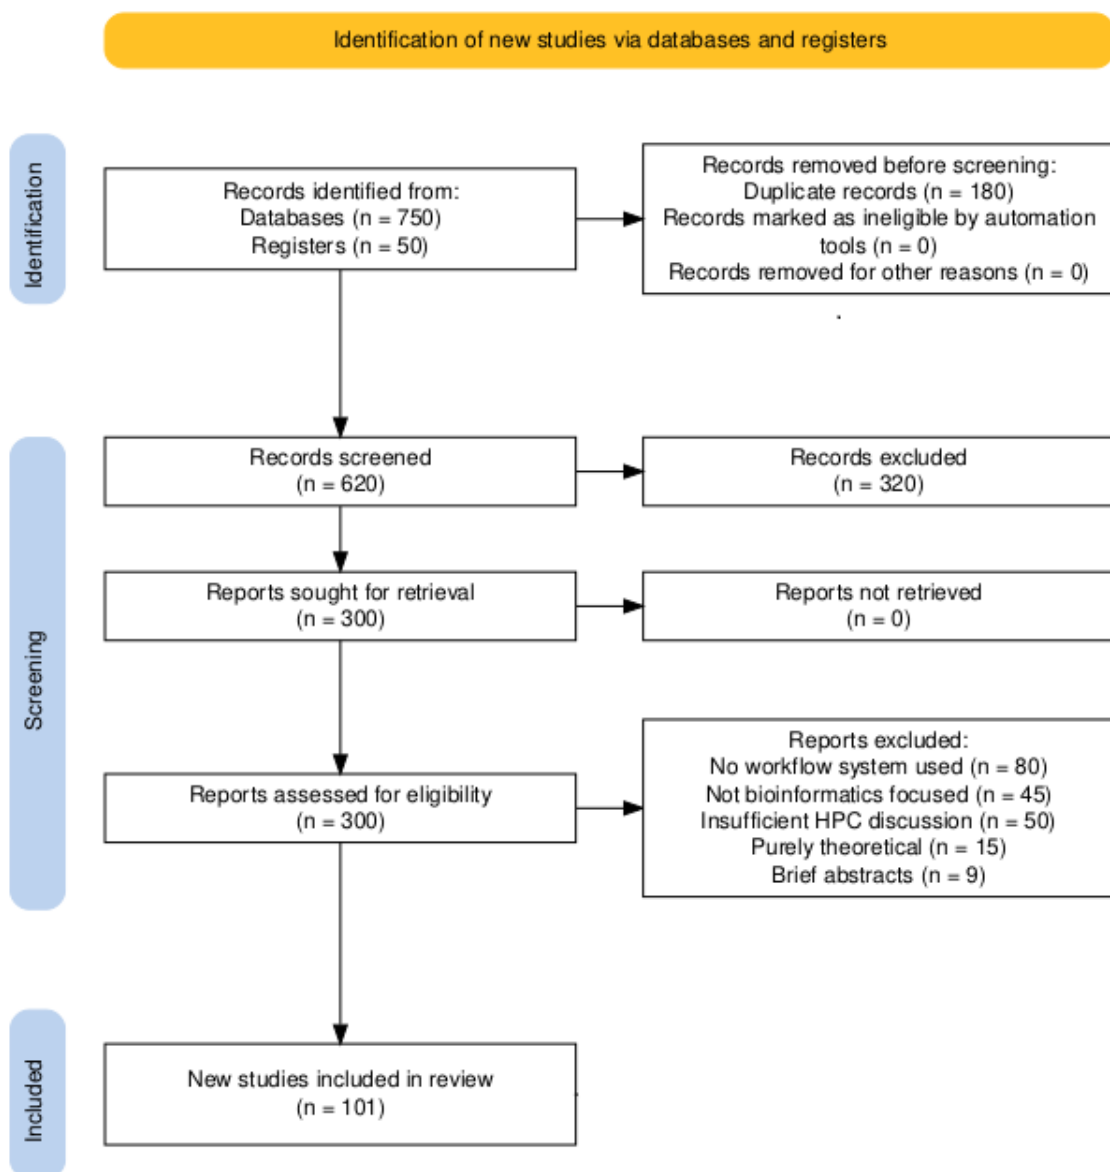 Identification of new studies via databases and registers
Identification
Records identified from:
Databases (n = 750)
Registers (n = 50)
Records removed before screening:
Duplicate records (n = 180)
Records marked as ineligible by automation
tools (n = 0)
Records removed for other reasons (n = 0)
Screening
Records screened
(n = 620)
Records excluded
(n = 320)
Reports sought for retrieval
(n = 300)
Reports not retrieved
(n = 0)
Reports assessed for eligibility
(n = 300)
Reports excluded:
No workflow system used (n = 80)
Not bioinformatics focused (n = 45)
Insufficient HPC discussion (n = 50)
Purely theoretical (n = 15)
Brief abstracts (n = 9)
Included
New studies included in review
(n = 101)